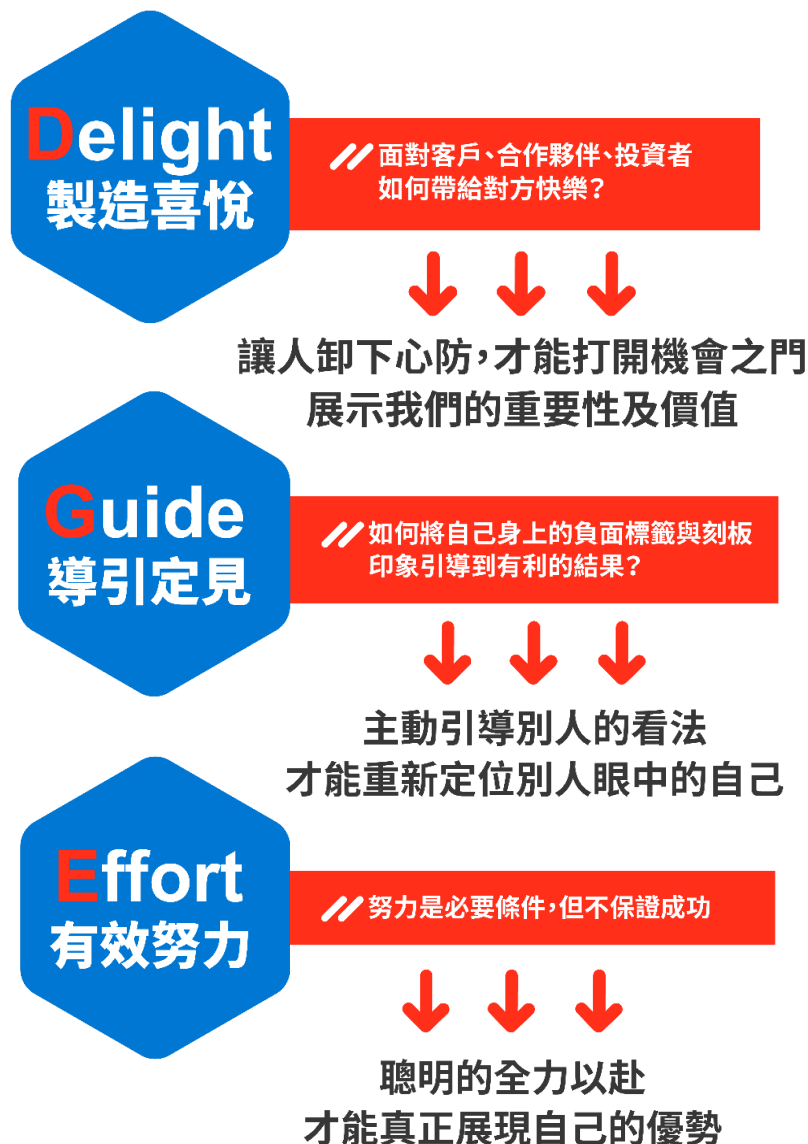 Delight
製造喜悅
面對客戶、合作夥伴、投資者
如何帶給對方快樂？
讓人卸下心防，才能打開機會之門
展示我們的重要性及價值
Guide
導引定見
如何將自己身上的負面標籤與刻板
印象引導到有利的結果？
主動引導別人的看法
才能重新定位別人眼中的自己
Effort
有效努力
努力是必要條件，但不保證成功
聰明的全力以赴
才能真正展現自己的優勢